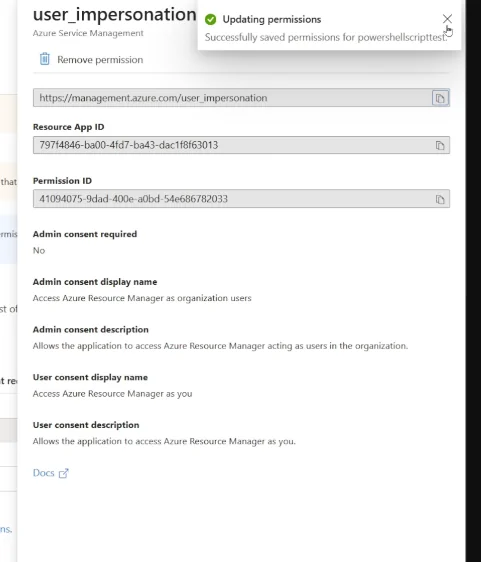 user_impersonation
Azure Service Management
Updating permissions
Successfully saved permissions for powershellscripttest.
Remove permission
https://management.azure.com/user_impersonation
Resource App ID
797f4846-ba00-4fd7-ba43-dac1f8f63013
that
Permission ID
41094075-9dad-400e-a0bd-54e686782033
Admin consent required
No
Admin consent display name
Access Azure Resource Manager as organization users
st of
Admin consent description
Allows the application to access Azure Resource Manager acting as users in the organization.
User consent display name
Access Azure Resource Manager as you
User consent description
Allows the application to access Azure Resource Manager as you.
Docs
ns.